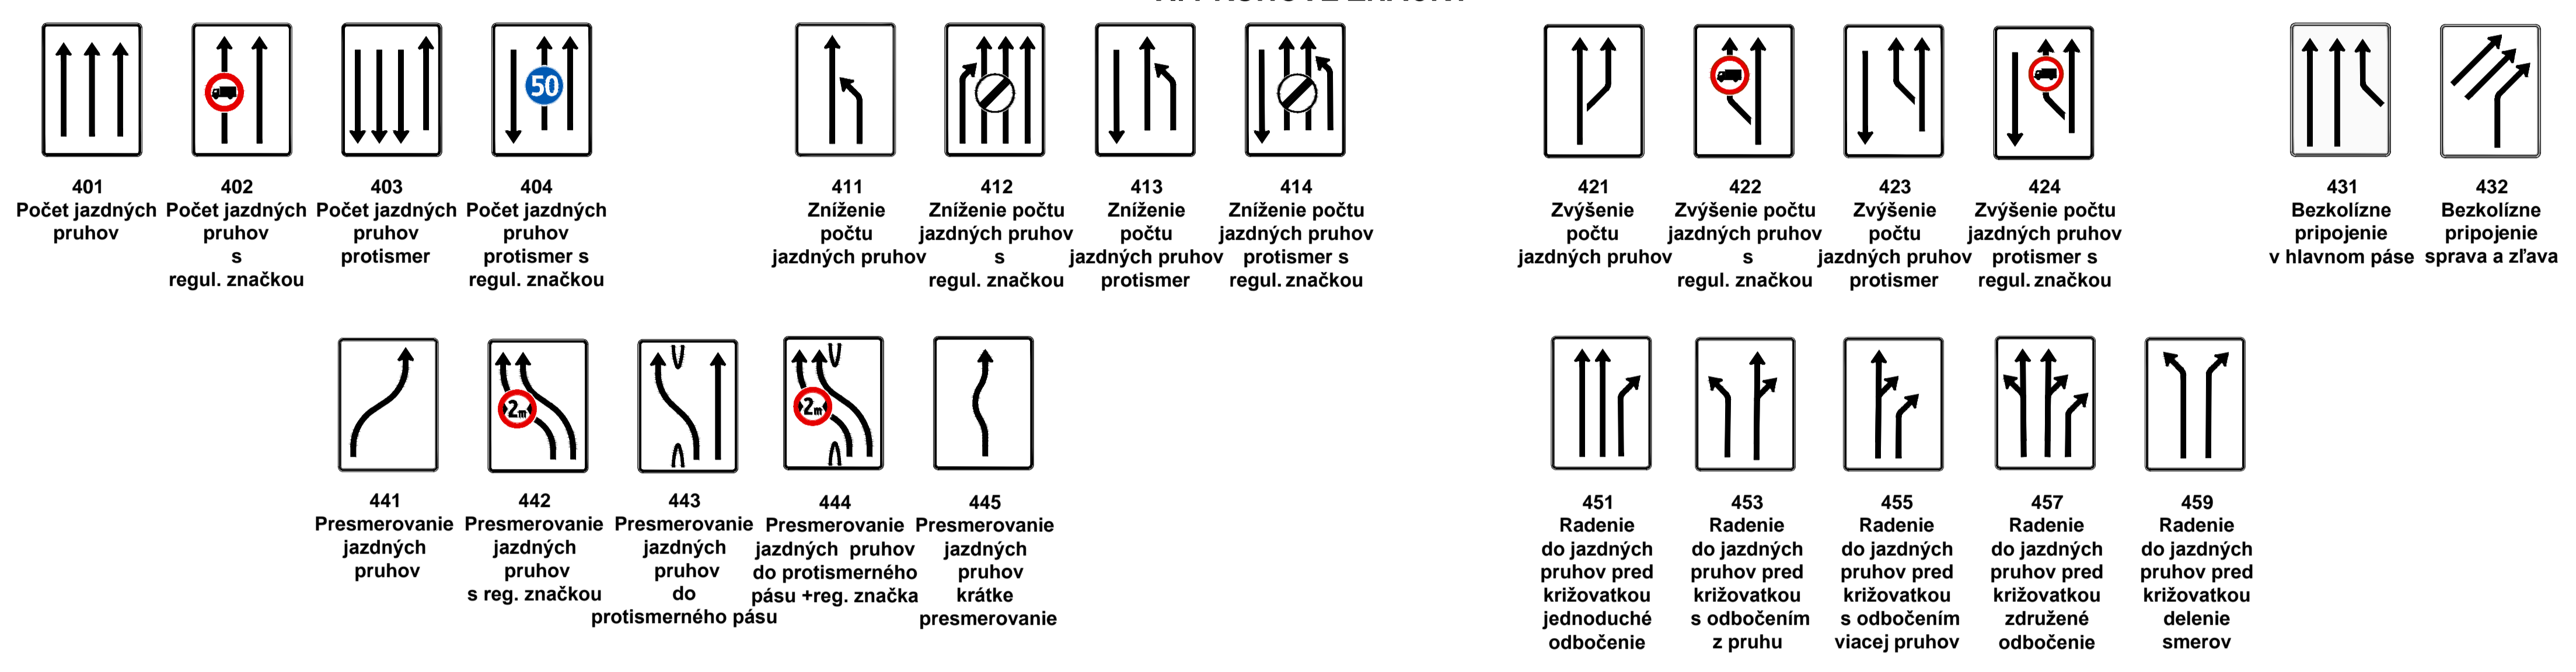 50
401
Počet jazdných
pruhov
402
Počet jazdných
pruhov
s
regul. značkou
403
Počet jazdných
pruhov
protismer
404
Počet jazdných
pruhov
protismer s
regul. značkou
411
Zníženie
počtu
jazdných pruhov
412
Zníženie počtu
jazdných pruhov
s
regul. značkou
413
Zníženie
počtu
jazdných pruhov
protismer
414
Zníženie počtu
jazdných pruhov
protismer s
regul. značkou
421
Zvýšenie
počtu
jazdných pruhov
422
Zvýšenie počtu
jazdných pruhov
s
regul. značkou
423
Zvýšenie
počtu
jazdných pruhov
protismer
424
Zvýšenie počtu
jazdných pruhov
protismer s
regul. značkou
431
Bezkolízne
pripojenie
v hlavnom páse
432
Bezkolízne
pripojenie
sprava a zľava
2m
2m
441
Presmerovanie
jazdných
pruhov
442
Presmerovanie
jazdných
pruhov
s reg. značkou
443
Presmerovanie
jazdných
pruhov
do
protismerného pásu
444
Presmerovanie
jazdných pruhov
do protismerného
pásu +reg. značka
445
Presmerovanie
jazdných
pruhov
krátke
presmerovanie
451
Radenie
do jazdných
pruhov pred
križovatkou
jednoduché
odbočenie
453
Radenie
do jazdných
pruhov pred
križovatkou
s odbočením
z pruhu
455
Radenie
do jazdných
pruhov pred
križovatkou
s odbočením
viacej pruhov
457
Radenie
do jazdných
pruhov pred
križovatkou
združené
odbočenie
459
Radenie
do jazdných
pruhov pred
križovatkou
delenie
smerov